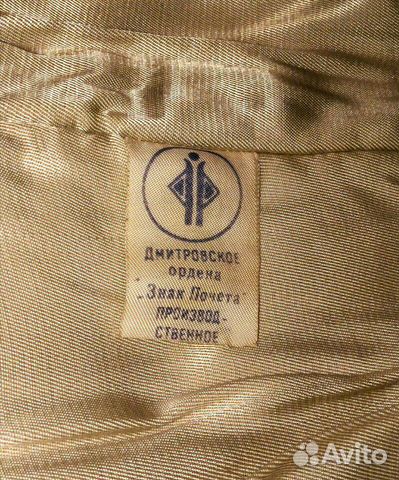 ДМИТРОВСКОЕ
ордена
„Знак Почета"
ПРОИЗВОД-
СТВЕННОЕ
Avito